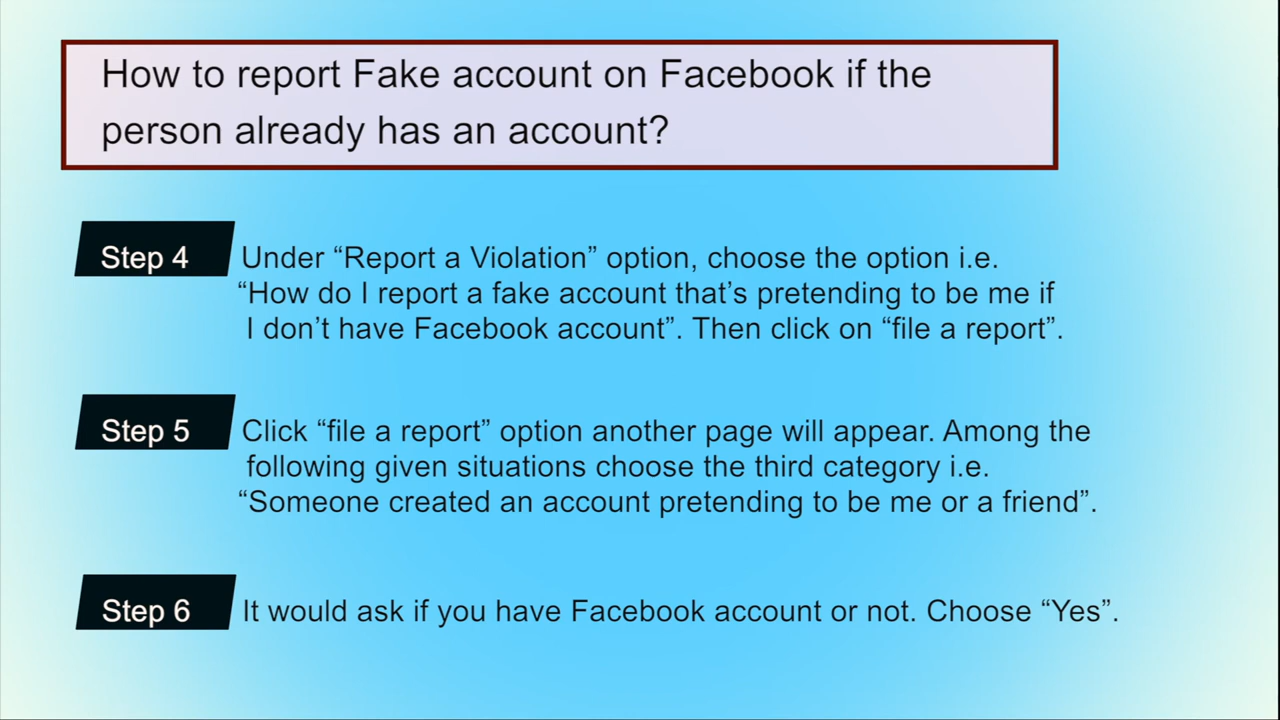 How to report Fake account on Facebook if the
person already has an account?
Step 4 Under “Report a Violation” option, choose the option i.e.
“How do I report a fake account that’s pretending to be me if
I don’t have Facebook account”. Then click on “file a report”.
Step 5 Click “file a report” option another page will appear. Among the
following given situations choose the third category i.e.
“Someone created an account pretending to be me or a friend”.
Step 6 It would ask if you have Facebook account or not. Choose “Yes”.